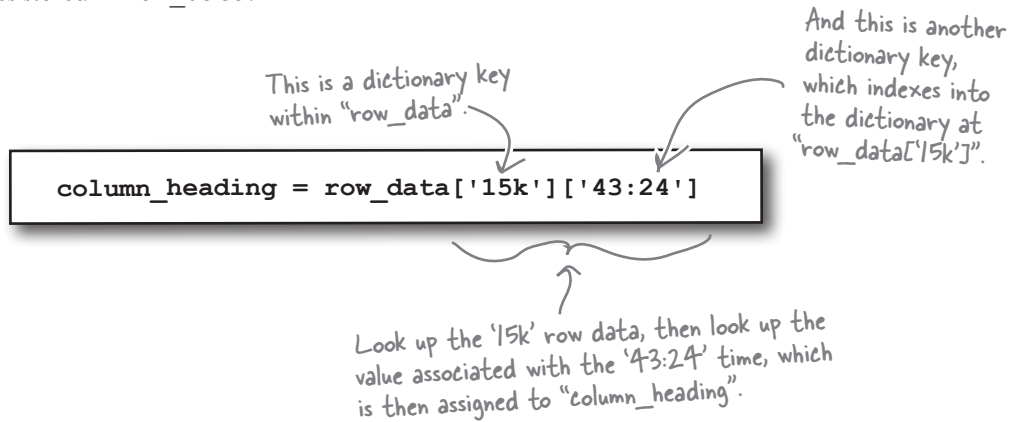 This is a dictionary key
within “row_data”.
And this is another
dictionary key,
which indexes into
the dictionary at
“row_data[‘15k’]”.
column_heading = row_data['15k']['43:24']
Look up the ‘15k’ row data, then look up the
value associated with the ‘43:24’ time, which
is then assigned to “column_heading”.